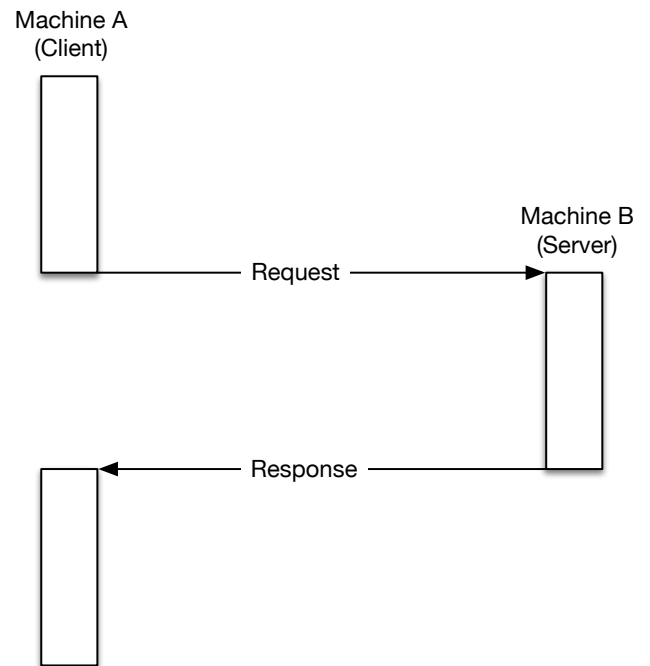 Machine A
(Client)
Machine B
(Server)
Request
Response